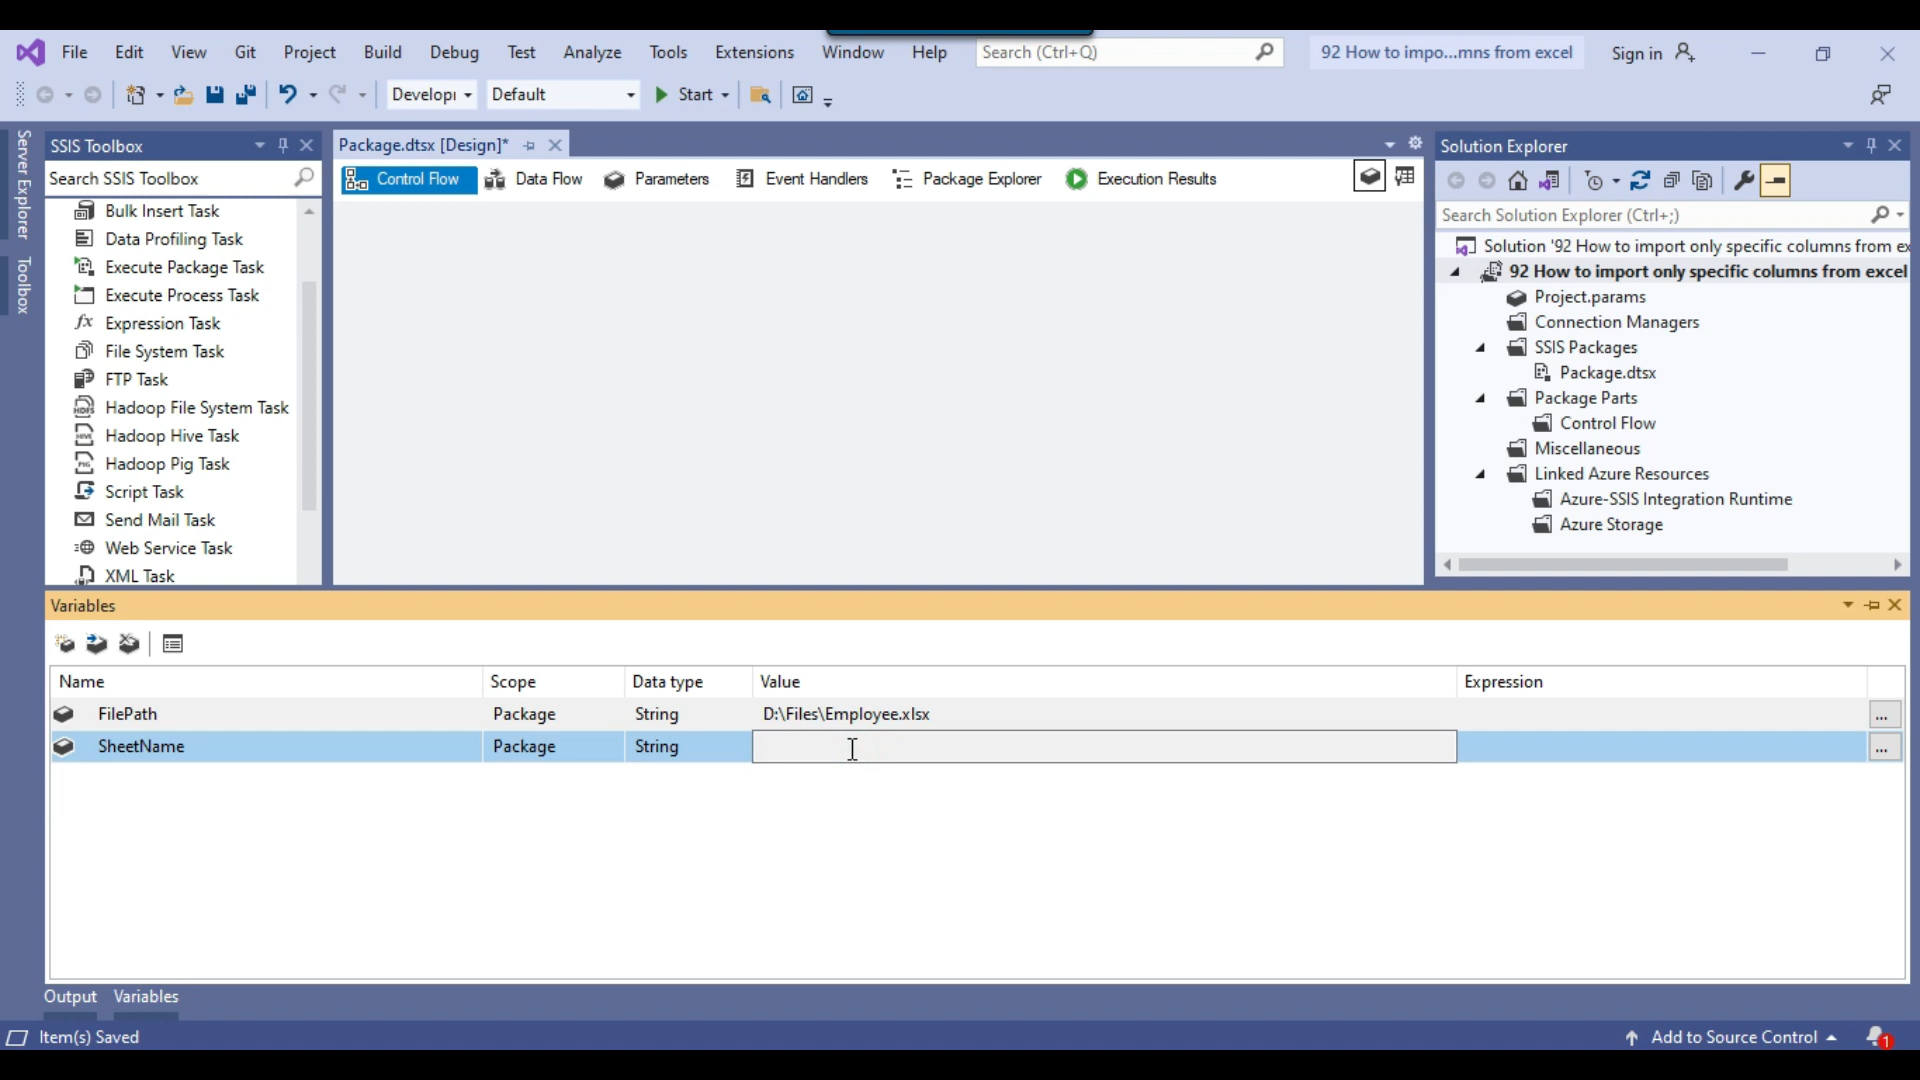 File Edit View Git Project Build Debug Test Analyze Tools Extensions Window Help Search (Ctrl+Q) 92 How to impo...mns from excel Sign in
Developi Default Start
Server Explorer
Toolbox
SSIS Toolbox
Search SSIS Toolbox
Bulk Insert Task
Data Profiling Task
Execute Package Task
Execute Process Task
Expression Task
File System Task
FTP Task
Hadoop File System Task
Hadoop Hive Task
Hadoop Pig Task
Script Task
Send Mail Task
Web Service Task
XML Task
Package.dtsx [Design]*
Control Flow Data Flow Parameters Event Handlers Package Explorer Execution Results
Solution Explorer
Search Solution Explorer (Ctrl+;)
Solution '92 How to import only specific columns from ex
92 How to import only specific columns from excel
Project.params
Connection Managers
SSIS Packages
Package.dtsx
Package Parts
Control Flow
Miscellaneous
Linked Azure Resources
Azure-SSIS Integration Runtime
Azure Storage
Variables
Name Scope Data type Value Expression
FilePath Package String D:\Files\Employee.xlsx ...
SheetName Package String ...
Output Variables
Item(s) Saved Add to Source Control 1